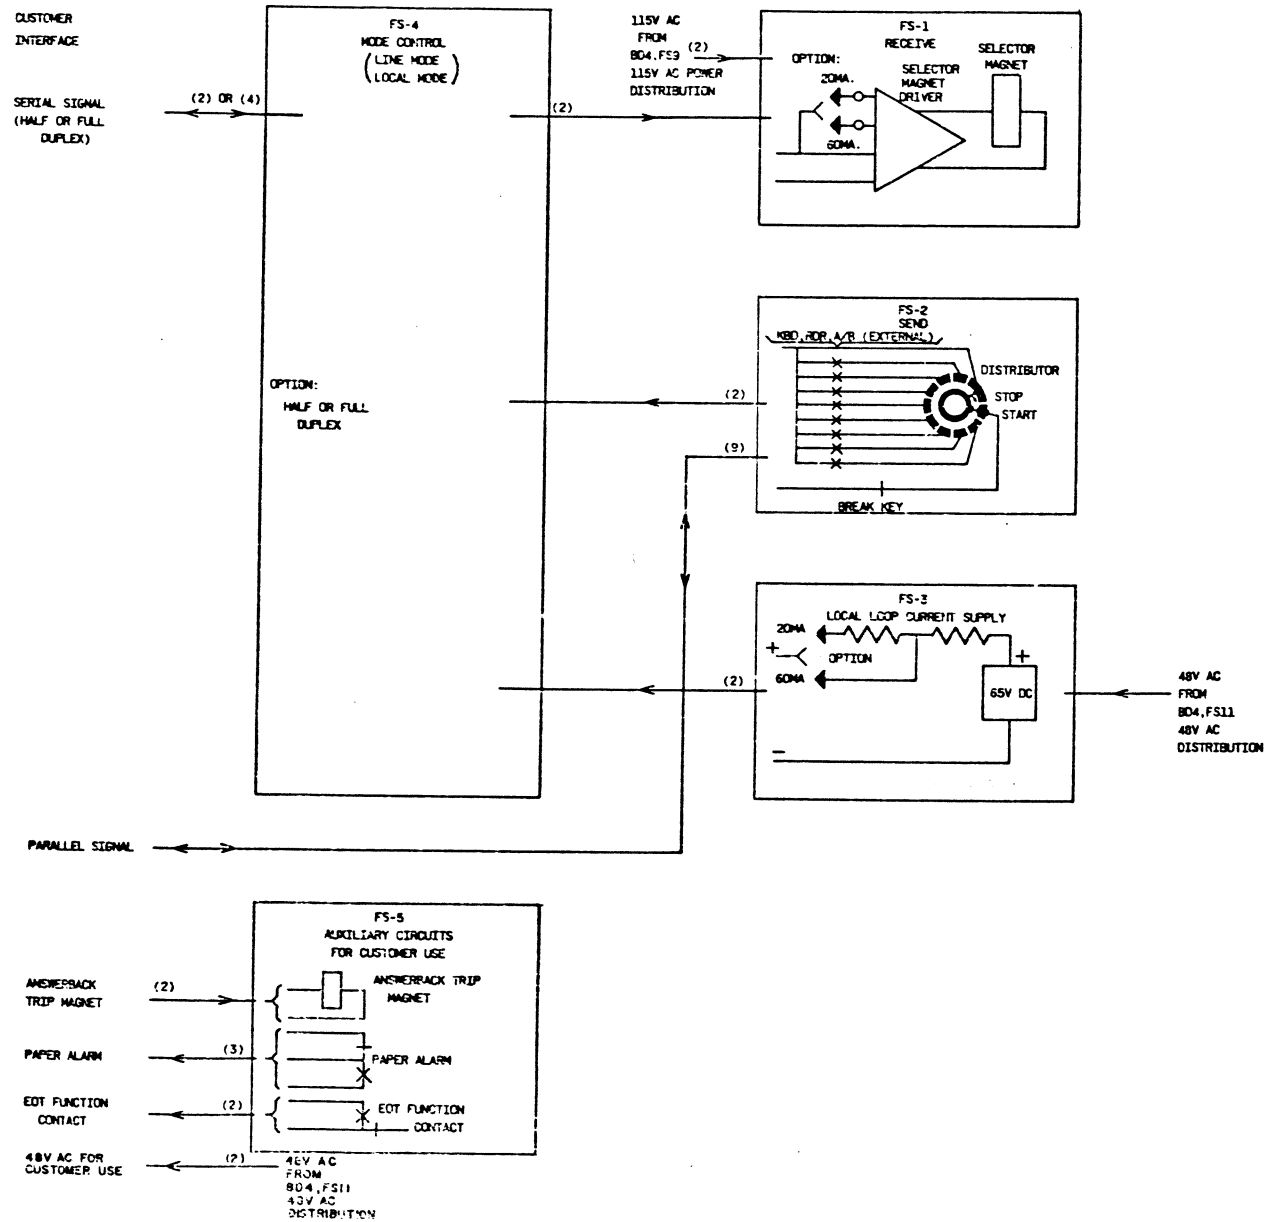 CUSTOMER
INTERFACE
SERIAL SIGNAL
(HALF OR FULL
DUPLEX)
(2) OR (4)
FS-4
MODE CONTROL
(LINE MODE
LOCAL MODE)
OPTION:
HALF OR FULL
DUPLEX
(2)
115V AC
FROM
BD4,FS9 (2)
115V AC POWER
DISTRIBUTION
FS-1
RECEIVE
OPTION:
20MA.
60MA.
SELECTOR
MAGNET
DRIVER
SELECTOR
MAGNET
FS-2
SEND
KBD,RDR,A/B (EXTERNAL)
DISTRIBUTOR
STOP
START
(2)
(9)
BREAK KEY
FS-3
LOCAL LOOP CURRENT SUPPLY
20MA
+
OPTION
60MA
+
65V DC
−
(2)
48V AC
FROM
BD4,FS11
48V AC
DISTRIBUTION
PARALLEL SIGNAL
FS-5
AUXILIARY CIRCUITS
FOR CUSTOMER USE
ANSWERBACK
TRIP MAGNET
(2)
ANSWERBACK TRIP
MAGNET
PAPER ALARM
(3)
PAPER ALARM
EOT FUNCTION
CONTACT
(2)
EOT FUNCTION
CONTACT
48V AC FOR
CUSTOMER USE
(2)
48V AC
FROM
BD4,FS11
48V AC
DISTRIBUTION